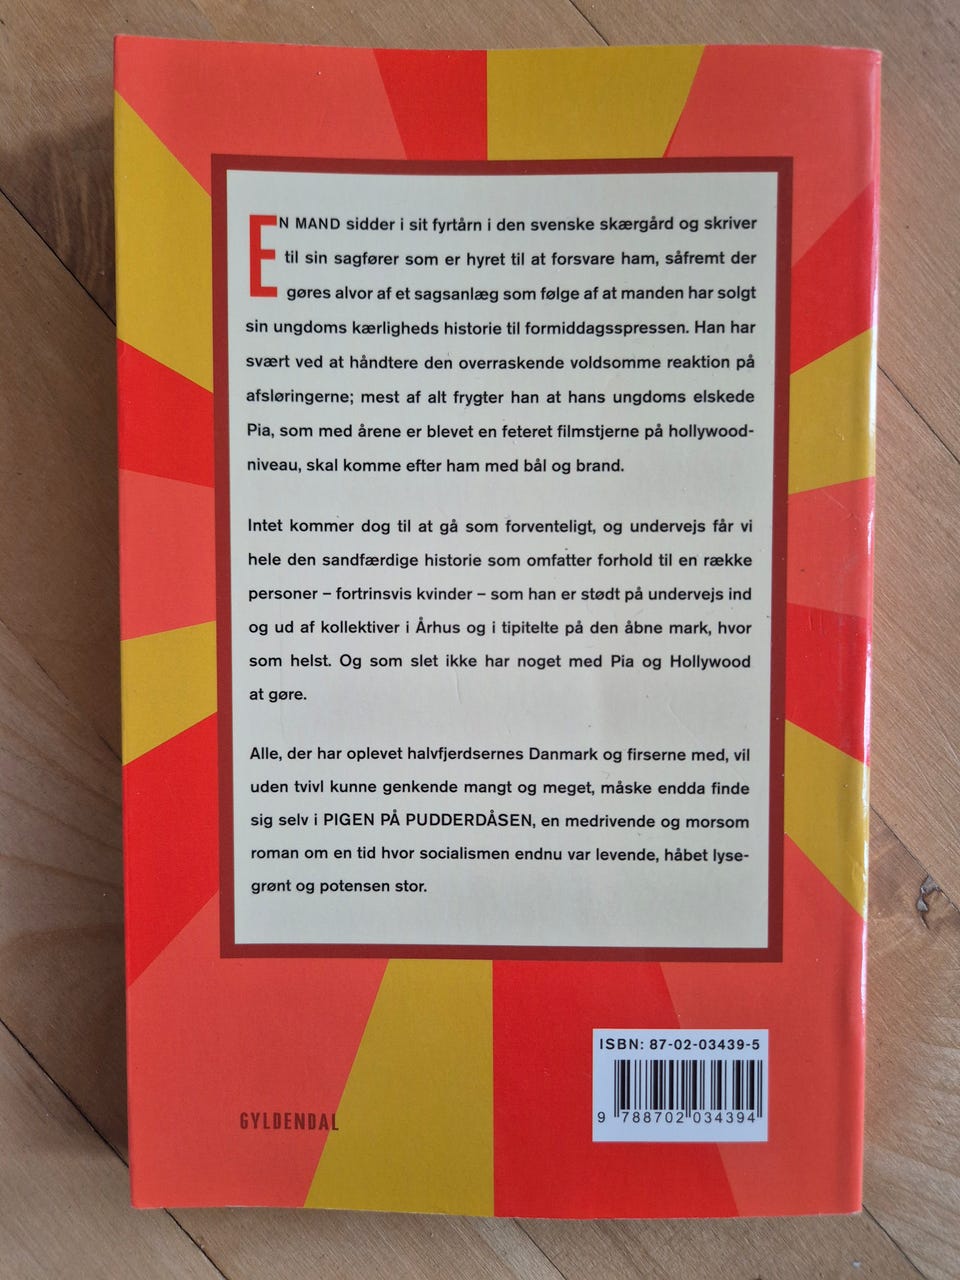 EN MAND sidder i sit fyrtårn i den svenske skærgård og skriver
til sin sagfører som er hyret til at forsvare ham, såfremt der
gøres alvor af et sagsanlæg som følge af at manden har solgt
sin ungdoms kærligheds historie til formiddagsspressen. Han har
svært ved at håndtere den overraskende voldsomme reaktion på
afsløringerne; mest af alt frygter han at hans ungdoms elskede
Pia, som med årene er blevet en feteret filmstjerne på hollywood-
niveau, skal komme efter ham med bål og brand.
Intet kommer dog til at gå som forventeligt, og undervejs får vi
hele den sandfærdige historie som omfatter forhold til en række
personer – fortrinsvis kvinder – som han er stødt på undervejs ind
og ud af kollektiver i Århus og i tipitelte på den åbne mark, hvor
som helst. Og som slet ikke har noget med Pia og Hollywood
at gøre.
Alle, der har oplevet halvfjerdsernes Danmark og firserne med, vil
uden tvivl kunne genkende mangt og meget, måske endda finde
sig selv i PIGEN PÅ PUDDERDÅSEN, en medrivende og morsom
roman om en tid hvor socialismen endnu var levende, håbet lyse-
grønt og potensen stor.
ISBN: 87-02-03439-5
9 788702 034394
GYLDENDAL